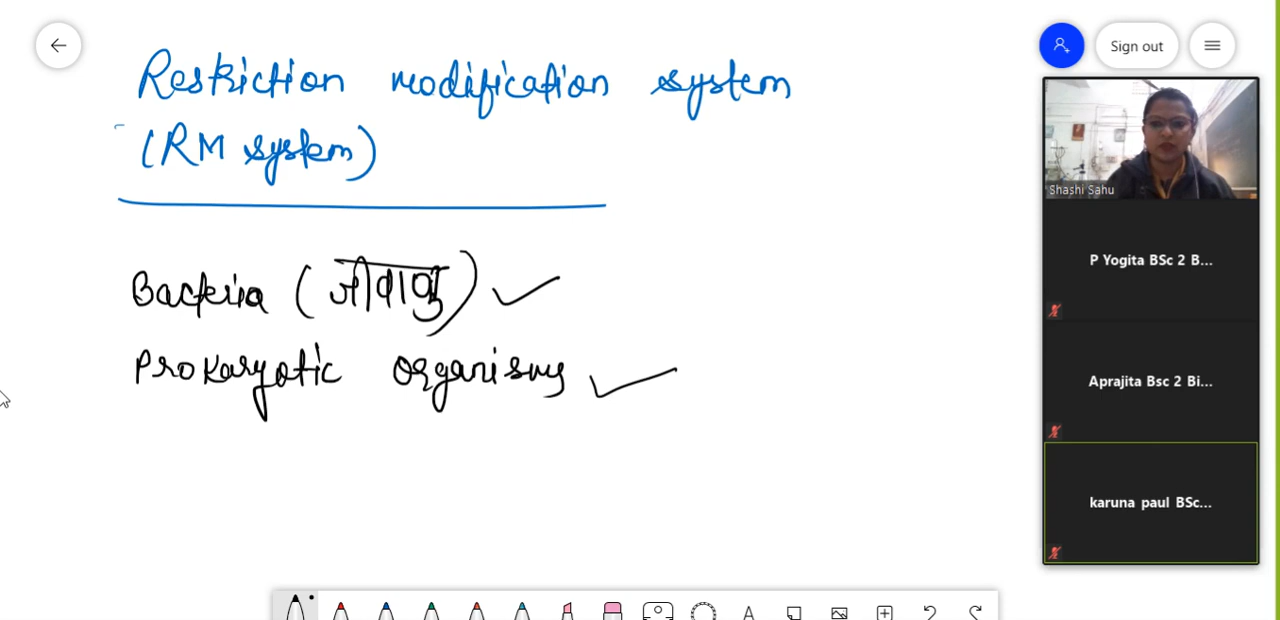 Sign out
Restriction modification system
(RM system)
Shashi Sahu
Bacteria (जीवाणु)
P Yogita BSc 2 B...
Prokaryotic organisms
Aprajita Bsc 2 Bi...
karuna paul BSc...
A